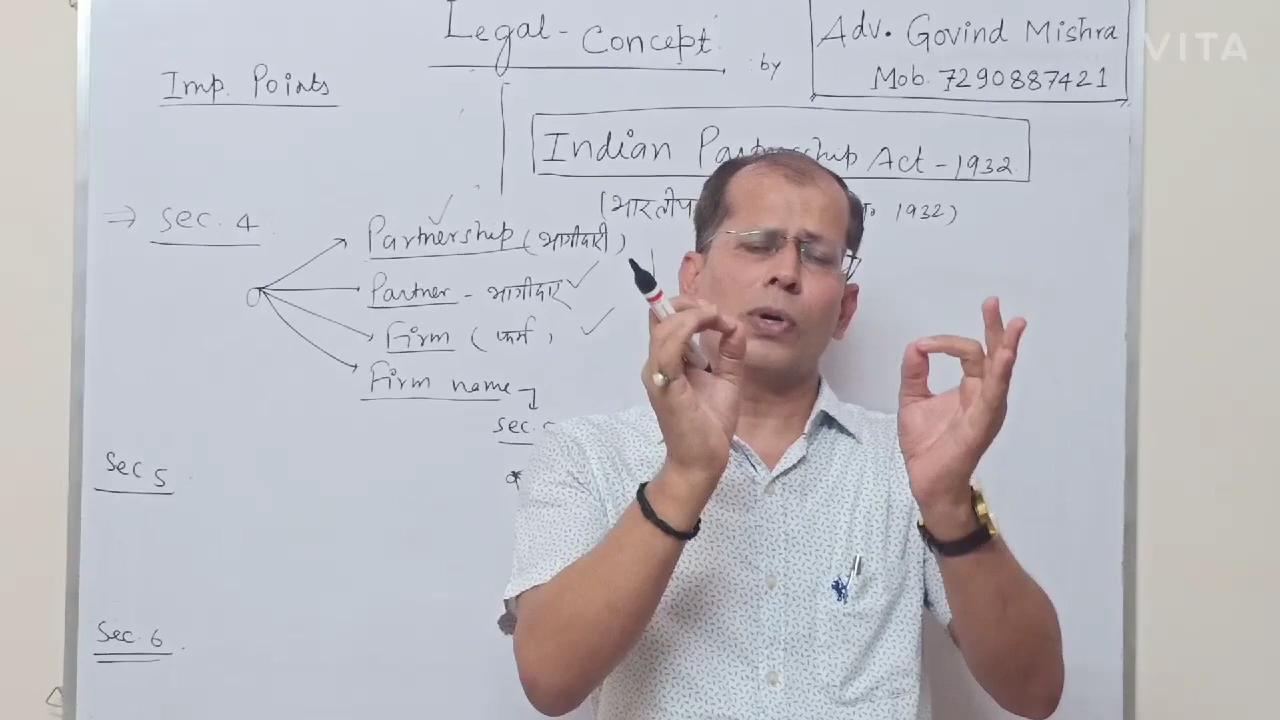 Legal - Concept
by
Adv. Govind Mishra
Mob. 7290887421
VITA
Imp. Points
Indian Partnership Act - 1932
(भारतीय 1932)
⇒ Sec. 4
Partnership (भागीदारी)
Partner - भागीदार
Firm (फर्म)
Firm name
Sec.
Sec 5
Sec. 6